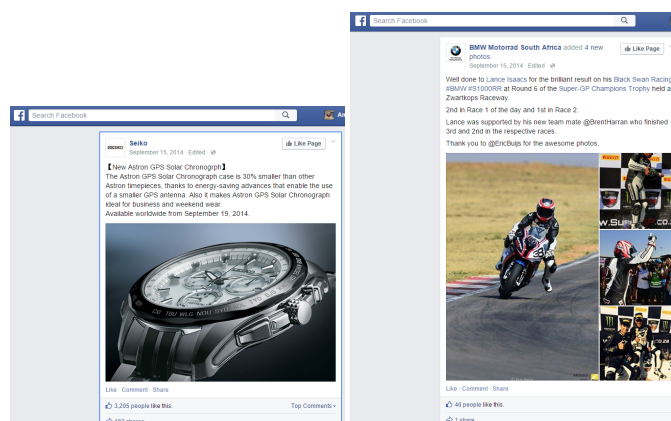 Search Facebook
SEIKO
Seiko
September 15, 2014 · Edited ·
Like Page
【New Astron GPS Solar Chronogrph】
The Astron GPS Solar Chronograph case is 30% smaller than other
Astron timepieces, thanks to energy-saving advances that enable the use
of a smaller GPS antenna. Also it makes Astron GPS Solar Chronograph
ideal for business and weekend wear.
Available worldwide from September 19, 2014.
Like · Comment · Share
3,205 people like this.
Top Comments
Search Facebook
BMW Motorrad South Africa added 4 new
photos.
September 15, 2014 · Edited ·
Like Page
Well done to Lance Isaacs for the brilliant result on his Black Swan Racing
#BMW #S1000RR at Round 6 of the Super-GP Champions Trophy held a
Zwartkops Raceway.
2nd in Race 1 of the day and 1st in Race 2.
Lance was supported by his new team mate @BrentHarran who finished
3rd and 2nd in the respective races.
Thank you to @EricBuijs for the awesome photos.
Like · Comment · Share
46 people like this.
1 share